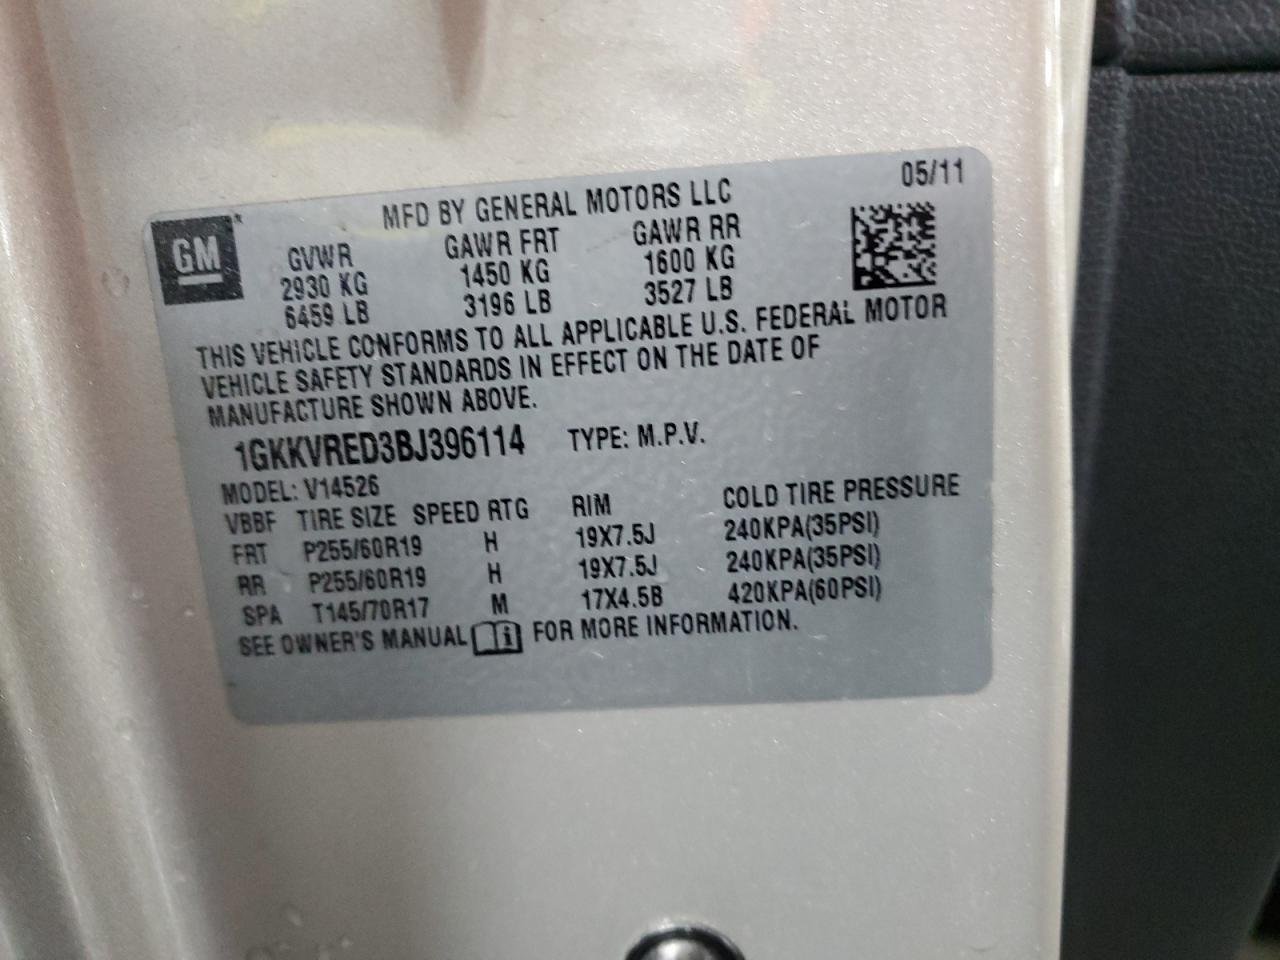 05/11
MFD BY GENERAL MOTORS LLC
GM
GVWR GAWR FRT GAWR RR
2930 KG 1450 KG 1600 KG
6459 LB 3196 LB 3527 LB
THIS VEHICLE CONFORMS TO ALL APPLICABLE U.S. FEDERAL MOTOR
VEHICLE SAFETY STANDARDS IN EFFECT ON THE DATE OF
MANUFACTURE SHOWN ABOVE.
1GKKVRED3BJ396114 TYPE: M.P.V.
MODEL: V14526
VBBF TIRE SIZE SPEED RTG RIM COLD TIRE PRESSURE
FRT P255/60R19 H 19X7.5J 240KPA(35PSI)
RR P255/60R19 H 19X7.5J 240KPA(35PSI)
SPA T145/70R17 M 17X4.5B 420KPA(60PSI)
SEE OWNER'S MANUAL FOR MORE INFORMATION.